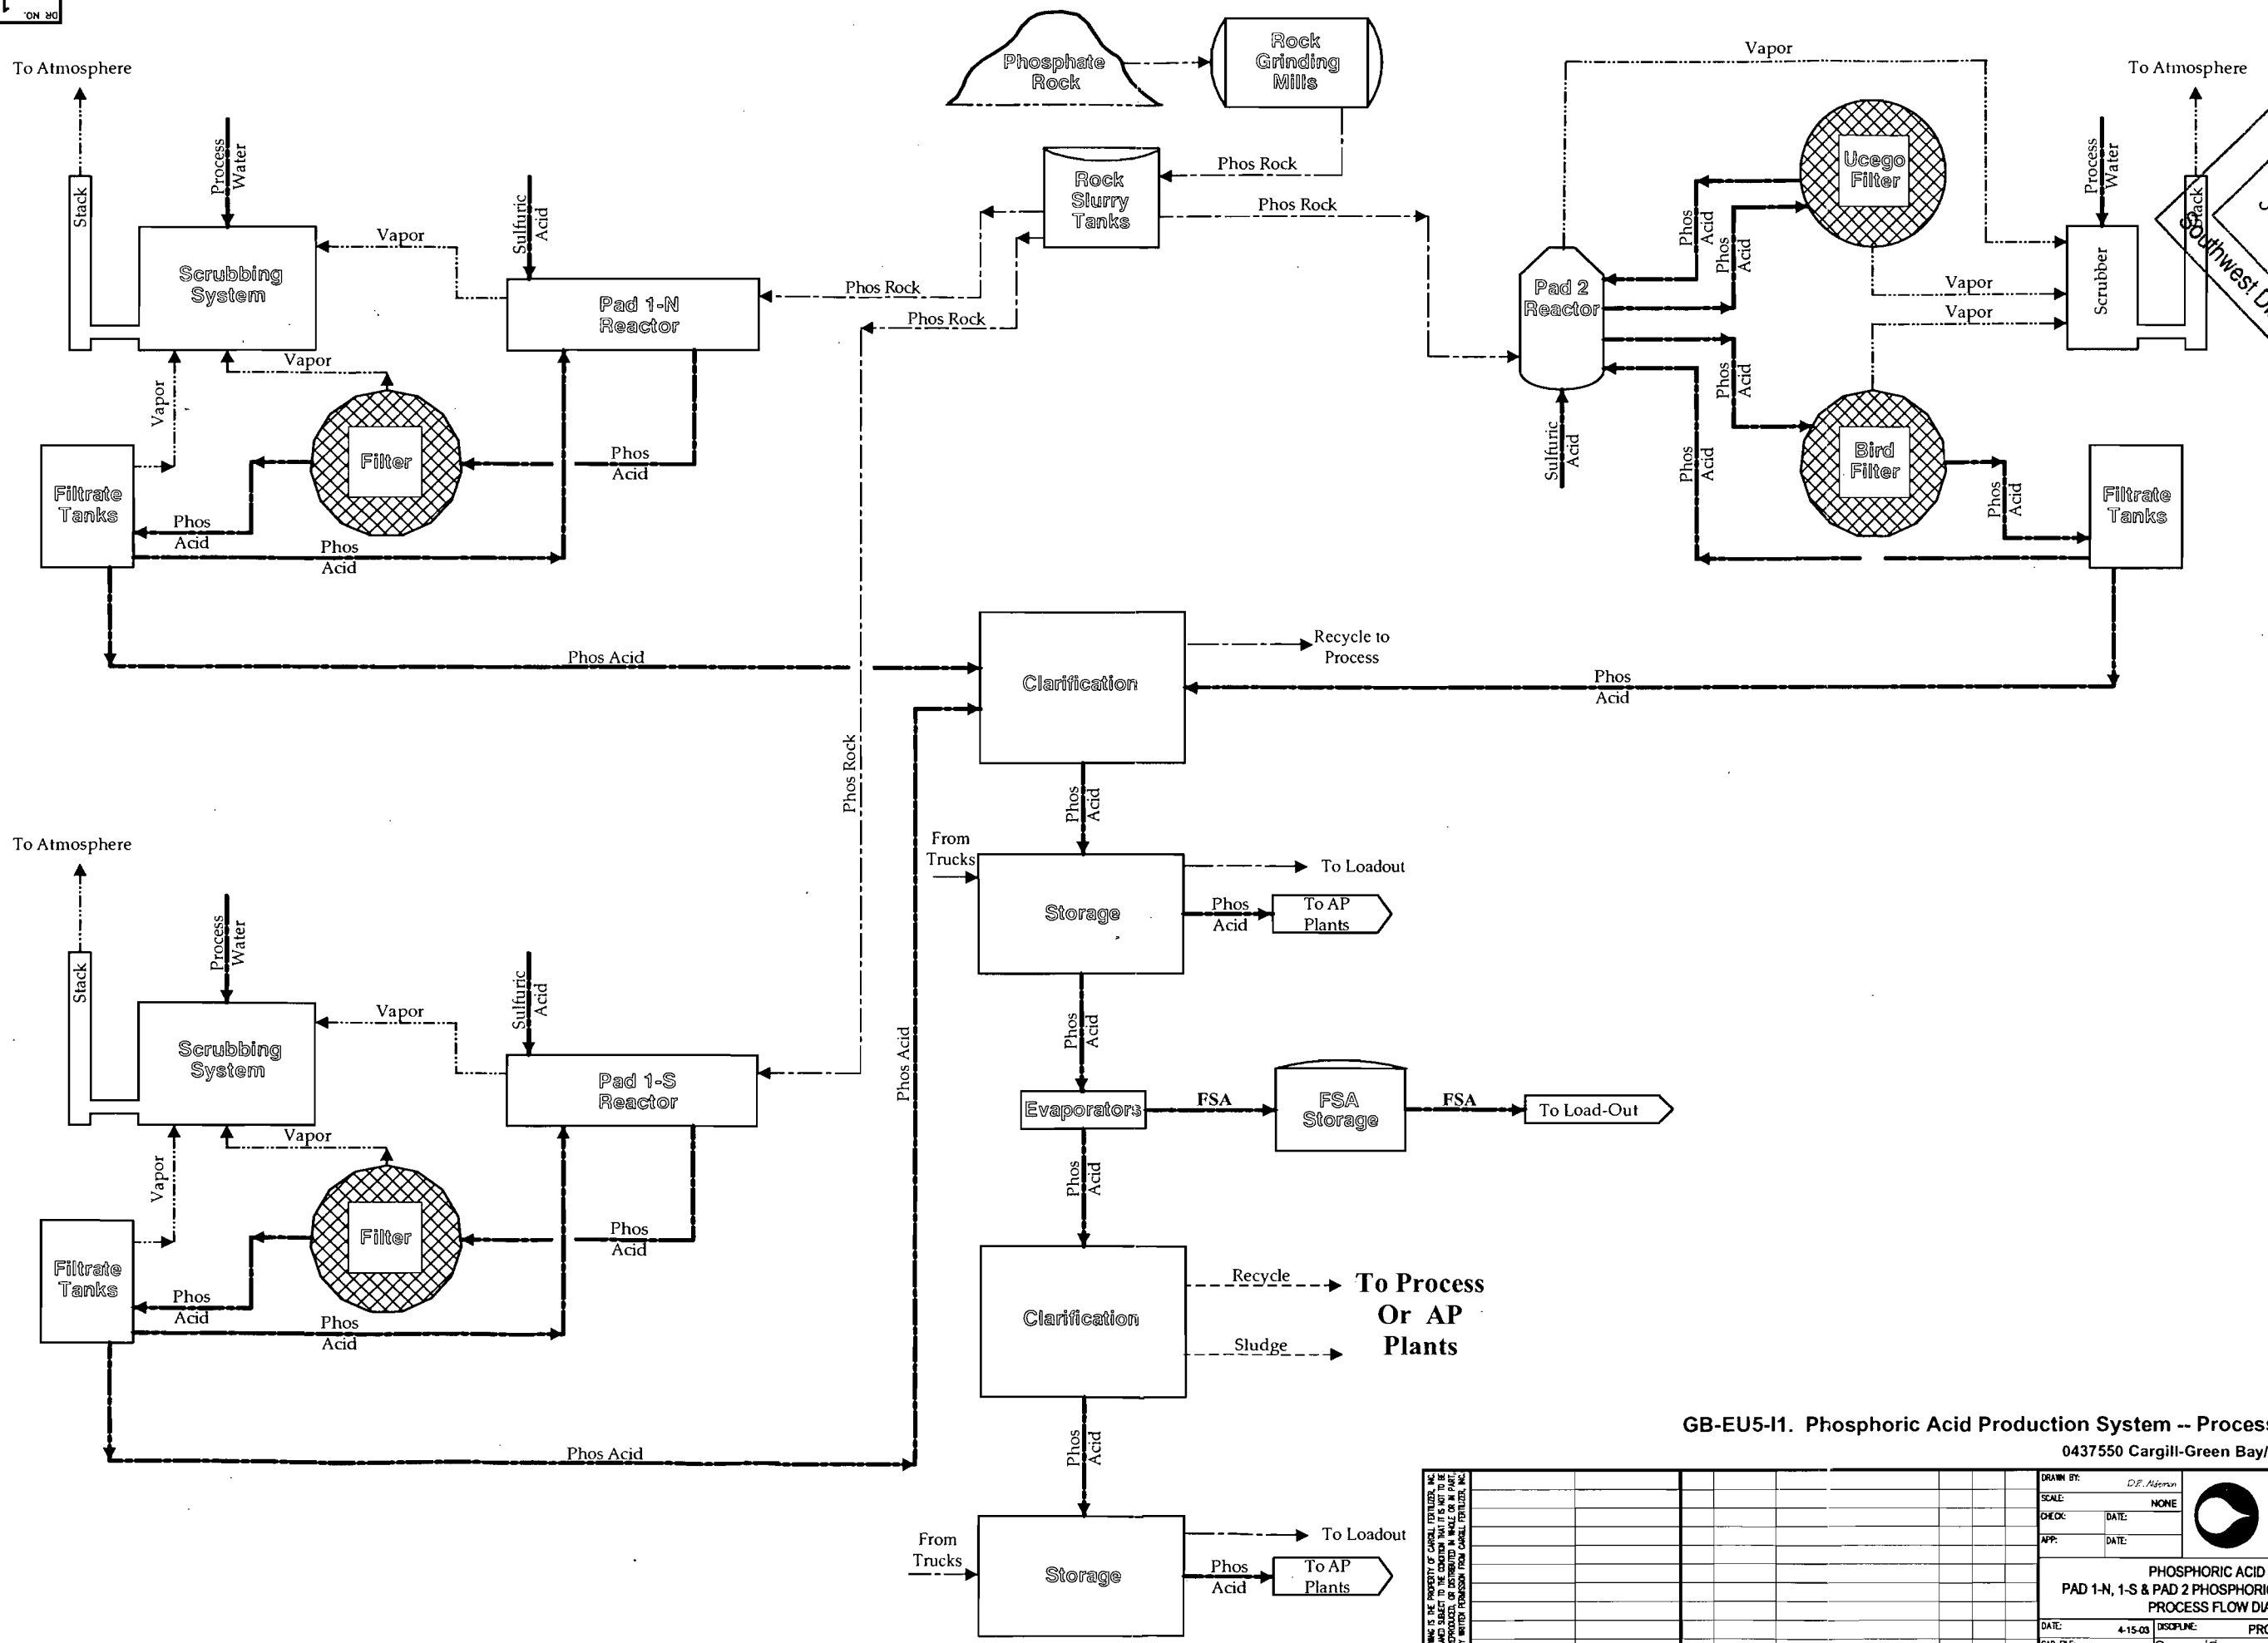 DR NO.
1
To Atmosphere
Stack
Process
Water
Scrubbing
System
Vapor
Sulfuric
Acid
Pad 1-N
Reactor
Vapor
Vapor
Filtrate
Tanks
Filter
Phos
Acid
Phos
Acid
Phos
Acid
Phos Acid
Phosphate
Rock
Rock
Grinding
Mills
Phos Rock
Rock
Slurry
Tanks
Phos Rock
Phos Rock
Phos Rock
Phos Rock
Vapor
To Atmosphere
Ucego
Filter
Process
Water
Stack
Southwest
Phos
Acid
Phos
Acid
Pad 2
Reactor
Vapor
Vapor
Scrubber
Phos
Acid
Phos
Acid
Sulfuric
Acid
Bird
Filter
Phos
Acid
Filtrate
Tanks
Clarification
Recycle to
Process
Phos
Acid
Phos
Acid
From
Trucks
Storage
To Loadout
Phos
Acid
To AP
Plants
Phos
Acid
To Atmosphere
Stack
Process
Water
Scrubbing
System
Vapor
Sulfuric
Acid
Pad 1-S
Reactor
Vapor
Vapor
Filtrate
Tanks
Filter
Phos
Acid
Phos
Acid
Phos
Acid
Phos Acid
Phos Acid
Evaporators
FSA
FSA
Storage
FSA
To Load-Out
Phos
Acid
Clarification
Recycle
Sludge
To Process
Or AP
Plants
Phos
Acid
From
Trucks
Storage
To Loadout
Phos
Acid
To AP
Plants
GB-EU5-I1. Phosphoric Acid Production System -- Process
0437550 Cargill-Green Bay/
DRAWN BY:
D.E. Alderman
SCALE:
NONE
CHECK:
DATE:
APP:
DATE:
PHOSPHORIC ACID
PAD 1-N, 1-S & PAD 2 PHOSPHORI
PROCESS FLOW DIA
DATE:
4-15-03
DISCIPLINE:
PRO